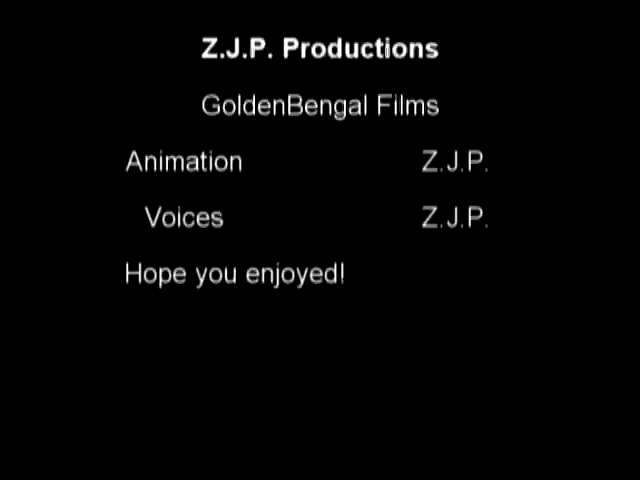 Z.J.P. Productions
GoldenBengal Films
Animation Z.J.P.
Voices Z.J.P.
Hope you enjoyed!